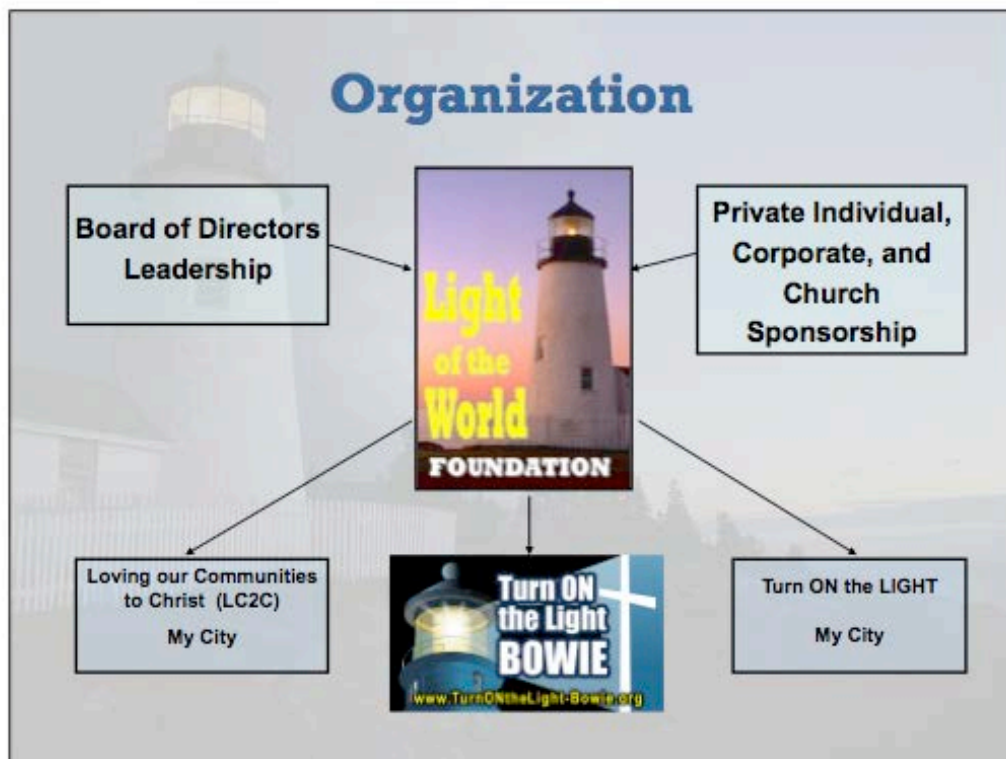 Organization
Board of Directors
Leadership
Light
of the
World
FOUNDATION
Private Individual,
Corporate, and
Church
Sponsorship
Loving our Communities
to Christ (LC2C)
My City
Turn ON
the Light
BOWIE
www.TurnONtheLight-Bowie.org
Turn ON the LIGHT
My City